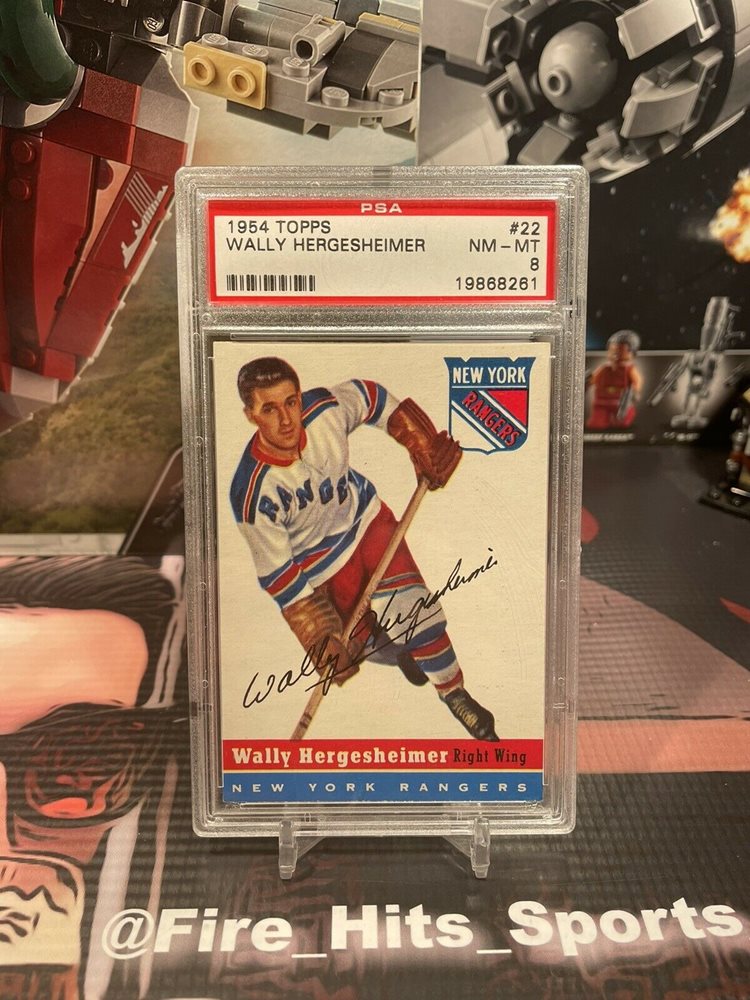 PSA
1954 TOPPS #22
WALLY HERGESHEIMER NM - MT
8
19868261
NEW YORK
RANGERS
RANGE
Wally Hergesheimer
Wally Hergesheimer Right Wing
NEW YORK RANGERS
@Fire_Hits_Sports